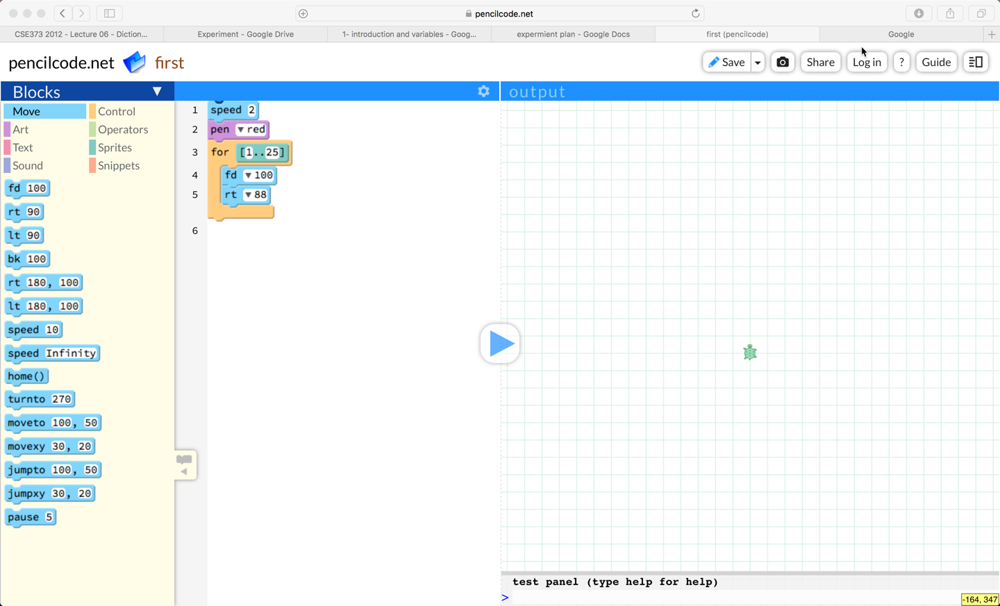 pencilcode.net
CSE373 2012 - Lecture 06 - Diction...
Experiment - Google Drive
1- introduction and variables - Goog...
expermient plan - Google Docs
first (pencilcode)
Google
pencilcode.net
first
Save
Share
Log in
?
Guide
Blocks
output
Move
Control
Art
Operators
Text
Sprites
Sound
Snippets
fd 100
rt 90
lt 90
bk 100
rt 180, 100
lt 180, 100
speed 10
speed Infinity
home()
turnto 270
moveto 100, 50
movexy 30, 20
jumpto 100, 50
jumpxy 30, 20
pause 5
1 speed 2
2 pen red
3 for [1..25]
4 fd 100
5 rt 88
6
test panel (type help for help)
>
-164, 347